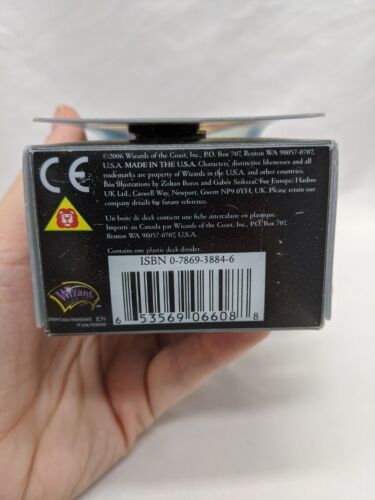 ©2006 Wizards of the Coast, Inc., P.O. Box 707, Renton WA 98057-0707,
U.S.A. MADE IN THE U.S.A. Characters' distinctive likenesses and all
trademarks are property of Wizards in the U.S.A. and other countries.
Box Illustrations by Zoltan Boros and Gabor Szikszai. For Europe: Hasbro
UK Ltd., Caswell Way, Newport, Gwent NP9 0YH, UK. Please retain our
company details for future reference.
CE
Un boite de deck contient une fiche intercalaire en plastique.
Importe au Canada par Wizards of the Coast, Inc., P.O. Box 707,
Renton WA 98057-0707, U.S.A.
Contains one plastic deck divider.
ISBN 0-7869-3884-6
Wizards
EN
6 53569 06608 8